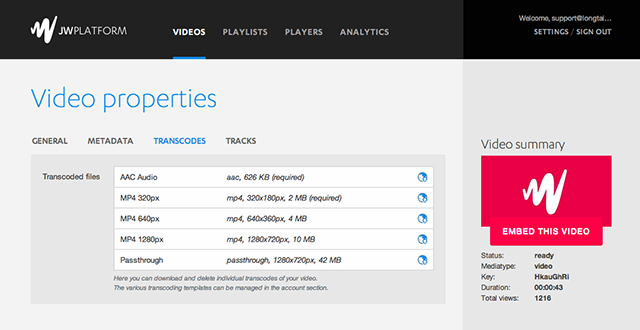 JWPLATFORM
VIDEOS PLAYLISTS PLAYERS ANALYTICS
Welcome, support@longtai...
SETTINGS / SIGN OUT
Video properties
GENERAL METADATA TRANSCODES TRACKS
Transcoded files
AAC Audio aac, 626 KB (required)
MP4 320px mp4, 320x180px, 2 MB (required)
MP4 640px mp4, 640x360px, 4 MB
MP4 1280px mp4, 1280x720px, 10 MB
Passthrough passthrough, 1280x720px, 42 MB
Here you can download and delete individual transcodes of your video.
The various transcoding templates can be managed in the account section.
Video summary
EMBED THIS VIDEO
Status: ready
Mediatype: video
Key: HkauGhRi
Duration: 00:00:43
Total views: 1216